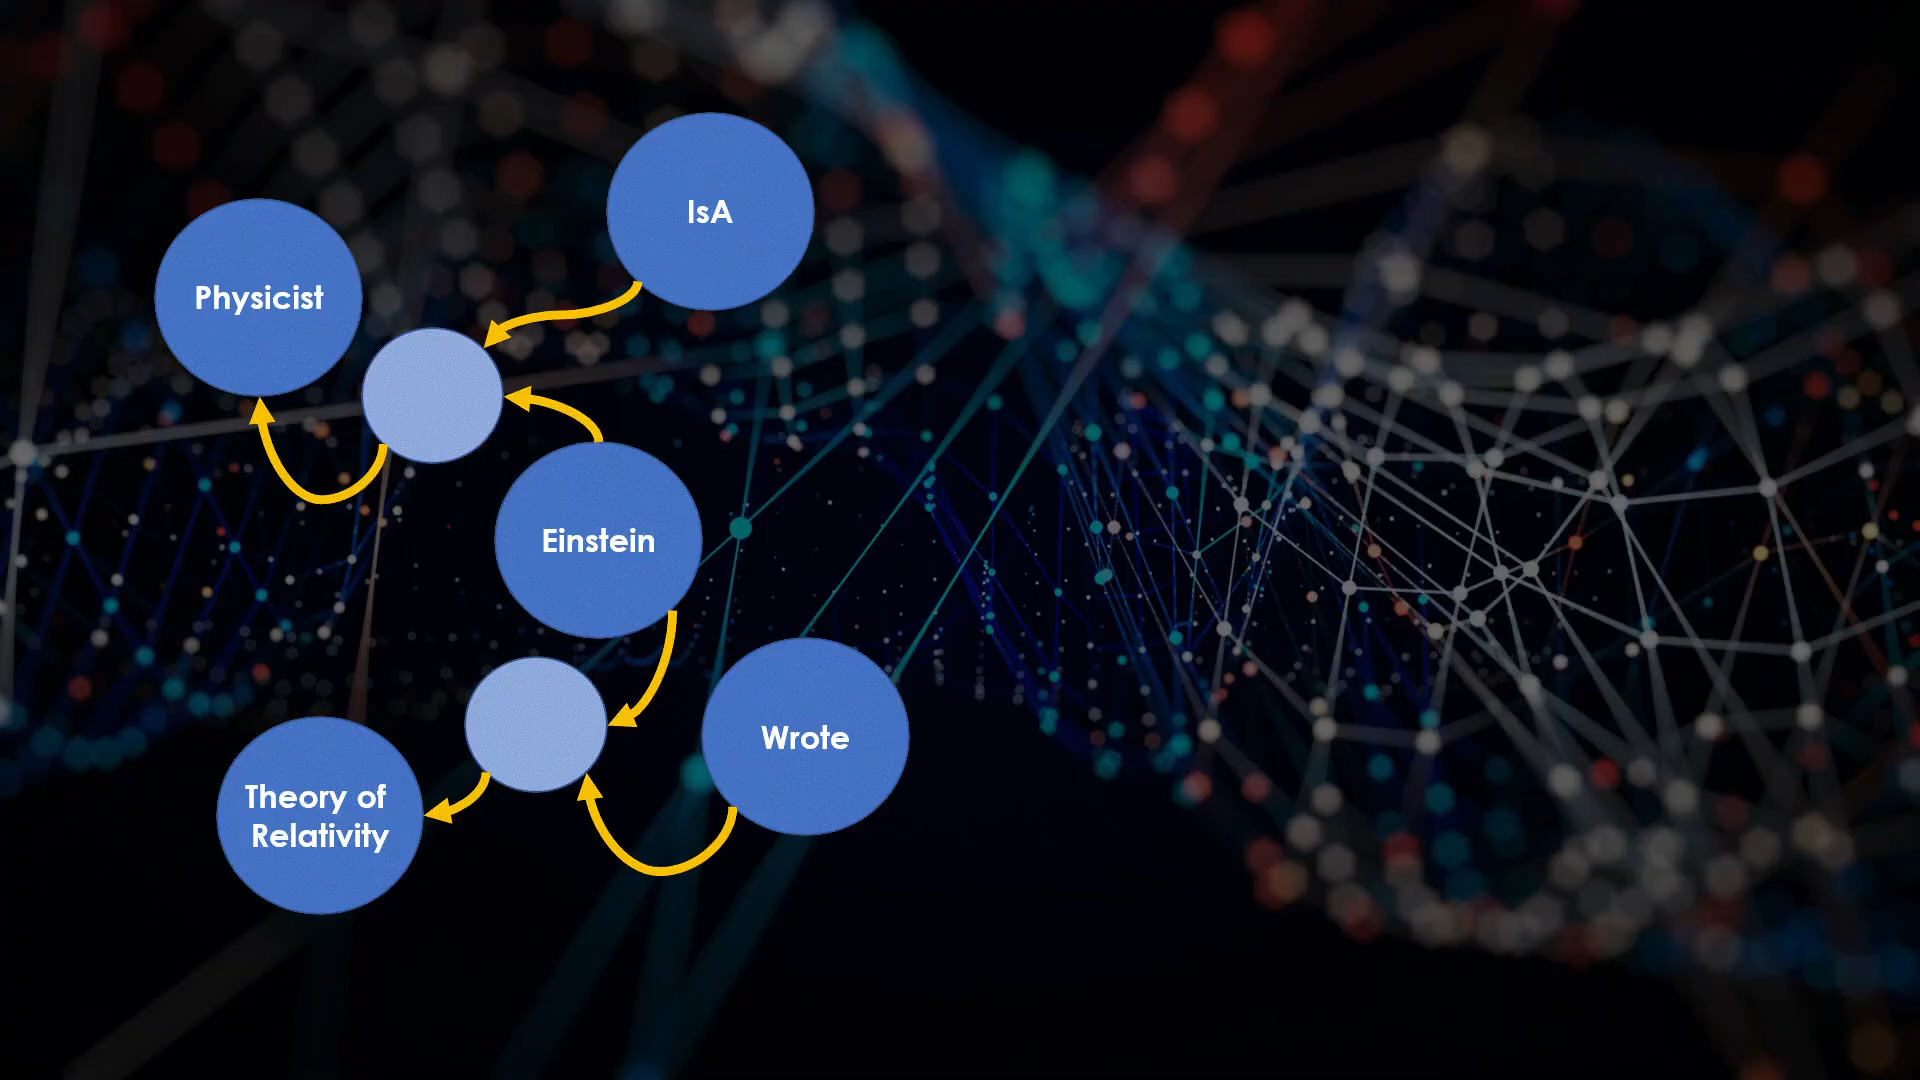 IsA
Physicist
Einstein
Wrote
Theory of
Relativity